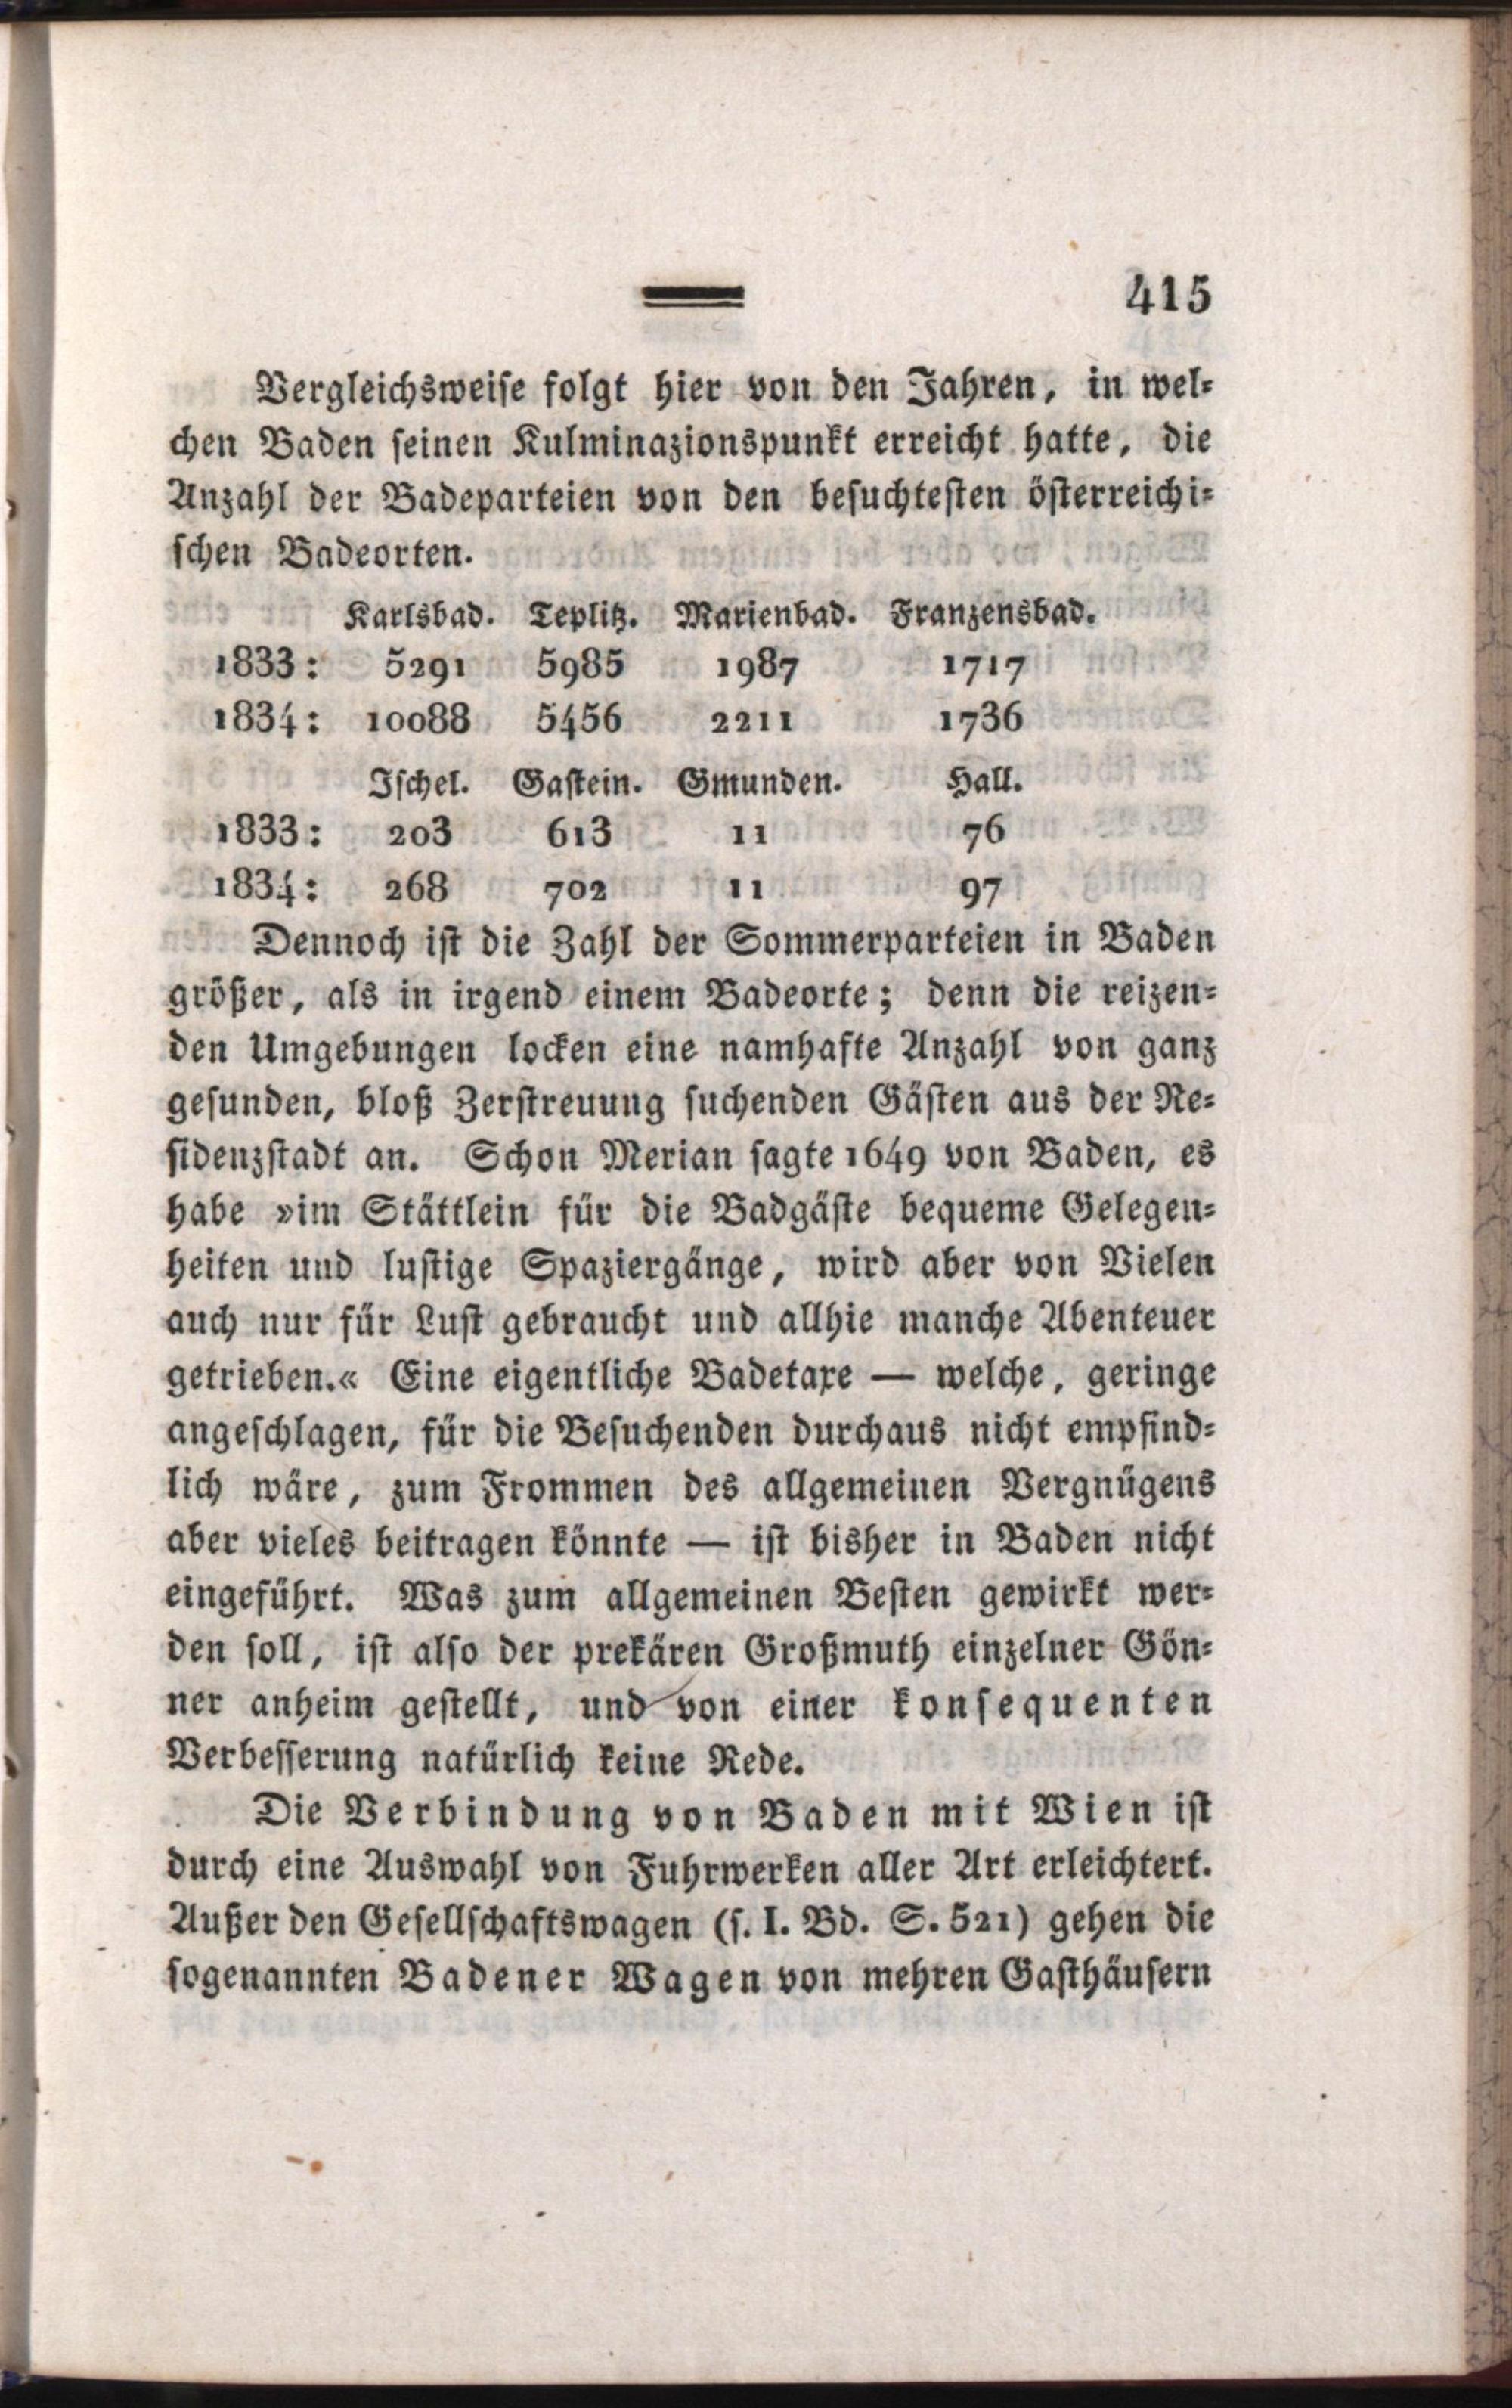 415
Vergleichsweise folgt hier von den Jahren, in wel-
chen Baden seinen Kulminazionspunkt erreicht hatte, die
Anzahl der Badeparteien von den besuchtesten österreichi-
schen Badeorten.
Karlsbad. Teplitz. Marienbad. Franzensbad.
1833: 5291 5985 1987 1717
1834: 10088 5456 2211 1736
Ischel. Gastein. Gmunden. Hall.
1833: 203 613 11 76
1834: 268 702 11 97
Dennoch ist die Zahl der Sommerparteien in Baden
größer, als in irgend einem Badeorte; denn die reizen-
den Umgebungen locken eine namhafte Anzahl von ganz
gesunden, bloß Zerstreuung suchenden Gästen aus der Re-
sidenzstadt an. Schon Merian sagte 1649 von Baden, es
habe »im Stättlein für die Badgäste bequeme Gelegen-
heiten und lustige Spaziergänge, wird aber von Vielen
auch nur für Lust gebraucht und allhie manche Abenteuer
getrieben.« Eine eigentliche Badetaxe — welche, geringe
angeschlagen, für die Besuchenden durchaus nicht empfind-
lich wäre, zum Frommen des allgemeinen Vergnügens
aber vieles beitragen könnte — ist bisher in Baden nicht
eingeführt. Was zum allgemeinen Besten gewirkt wer-
den soll, ist also der prekären Großmuth einzelner Gön-
ner anheim gestellt, und von einer konsequenten
Verbesserung natürlich keine Rede.
Die Verbindung von Baden mit Wien ist
durch eine Auswahl von Fuhrwerken aller Art erleichtert.
Außer den Gesellschaftswagen (s. I. Bd. S. 521) gehen die
sogenannten Badener Wagen von mehren Gasthäusern